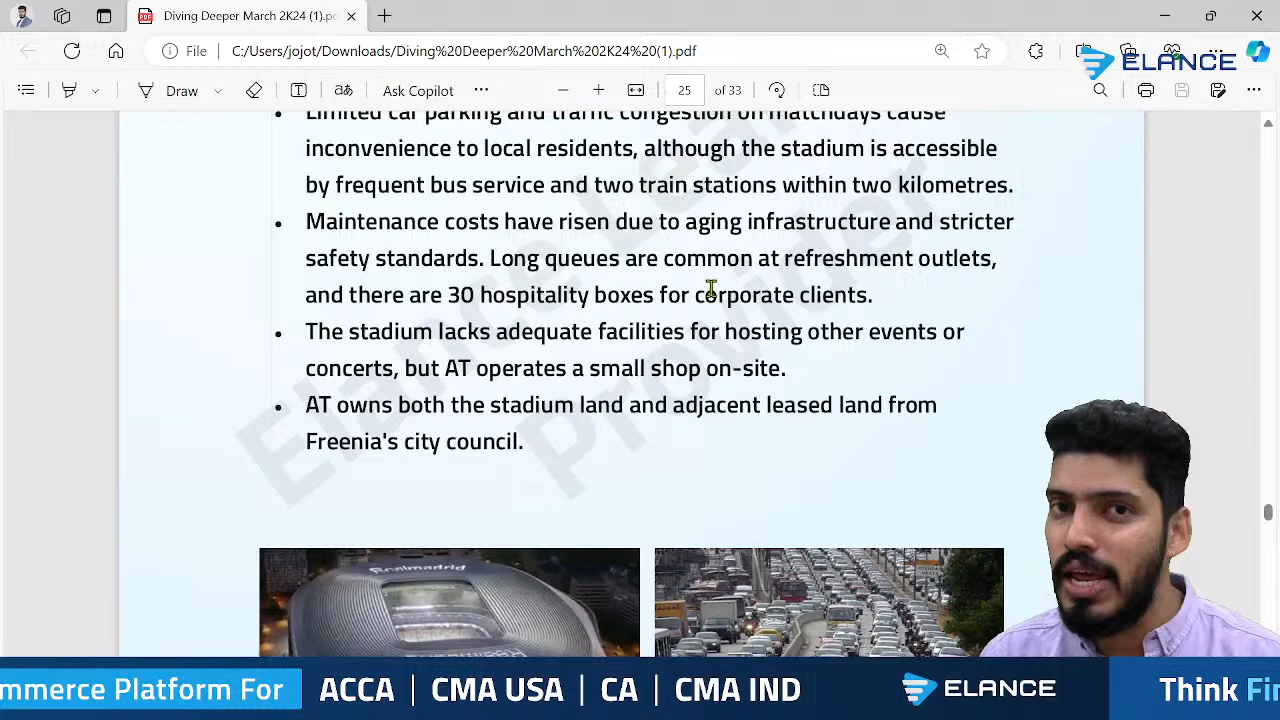 Diving Deeper March 2K24 (1).pd
File
C:/Users/jojot/Downloads/Diving%20Deeper%20March%202K24%20(1).pdf
ELANCE
Draw
aあ
Ask Copilot
25 of 33
Limited car parking and traffic congestion on matchdays cause
inconvenience to local residents, although the stadium is accessible
by frequent bus service and two train stations within two kilometres.
Maintenance costs have risen due to aging infrastructure and stricter
safety standards. Long queues are common at refreshment outlets,
and there are 30 hospitality boxes for corporate clients.
The stadium lacks adequate facilities for hosting other events or
concerts, but AT operates a small shop on-site.
AT owns both the stadium land and adjacent leased land from
Freenia's city council.
Realmadrid
mmerce Platform For
ACCA | CMA USA | CA | CMA IND
ELANCE
Think Fin